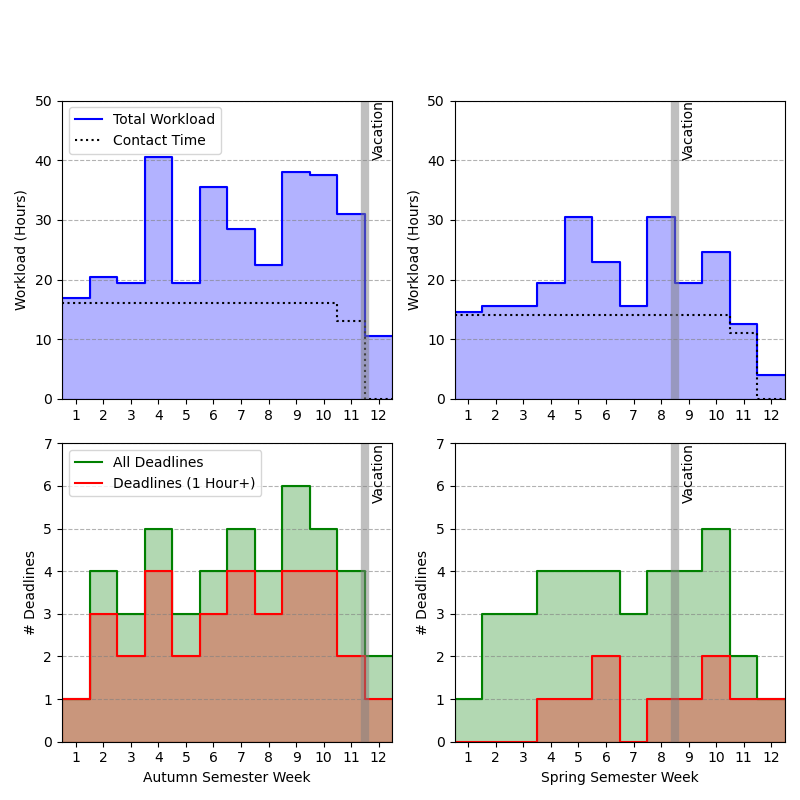 50
40
30
20
10
0
Workload (Hours)
Total Workload
Contact Time
Vacation
1 2 3 4 5 6 7 8 9 10 11 12
50
40
30
20
10
0
Workload (Hours)
Vacation
1 2 3 4 5 6 7 8 9 10 11 12
7
6
5
4
3
2
1
0
# Deadlines
All Deadlines
Deadlines (1 Hour+)
Vacation
1 2 3 4 5 6 7 8 9 10 11 12
Autumn Semester Week
7
6
5
4
3
2
1
0
# Deadlines
Vacation
1 2 3 4 5 6 7 8 9 10 11 12
Spring Semester Week